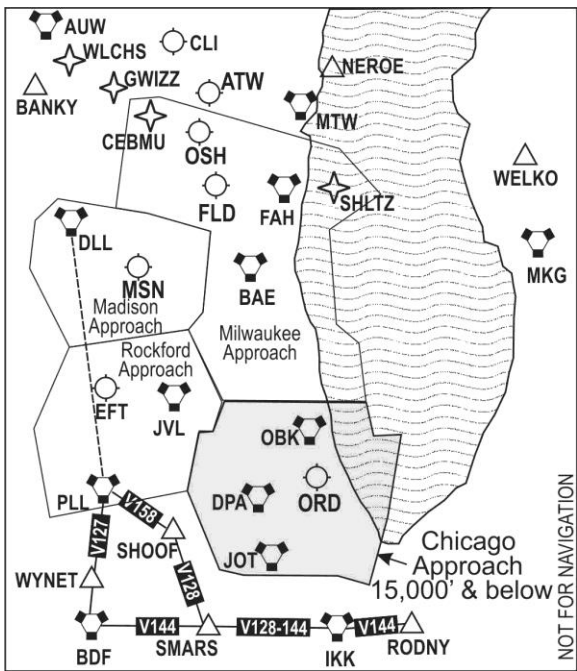 AUW
WLCHS
CLI
NEROE
GWIZZ
ATW
BANKY
MTW
CEBMU
OSH
WELKO
FLD
FAH
SHLTZ
DLL
MKG
MSN
BAE
Madison
Approach
Milwaukee
Approach
Rockford
Approach
EFT
JVL
OBK
DPA
ORD
PLL
V158
V127
SHOOF
JOT
Chicago
Approach
15,000' & below
WYNET
V128
V144
V128-144
V144
BDF
SMARS
IKK
RODNY
NOT FOR NAVIGATION